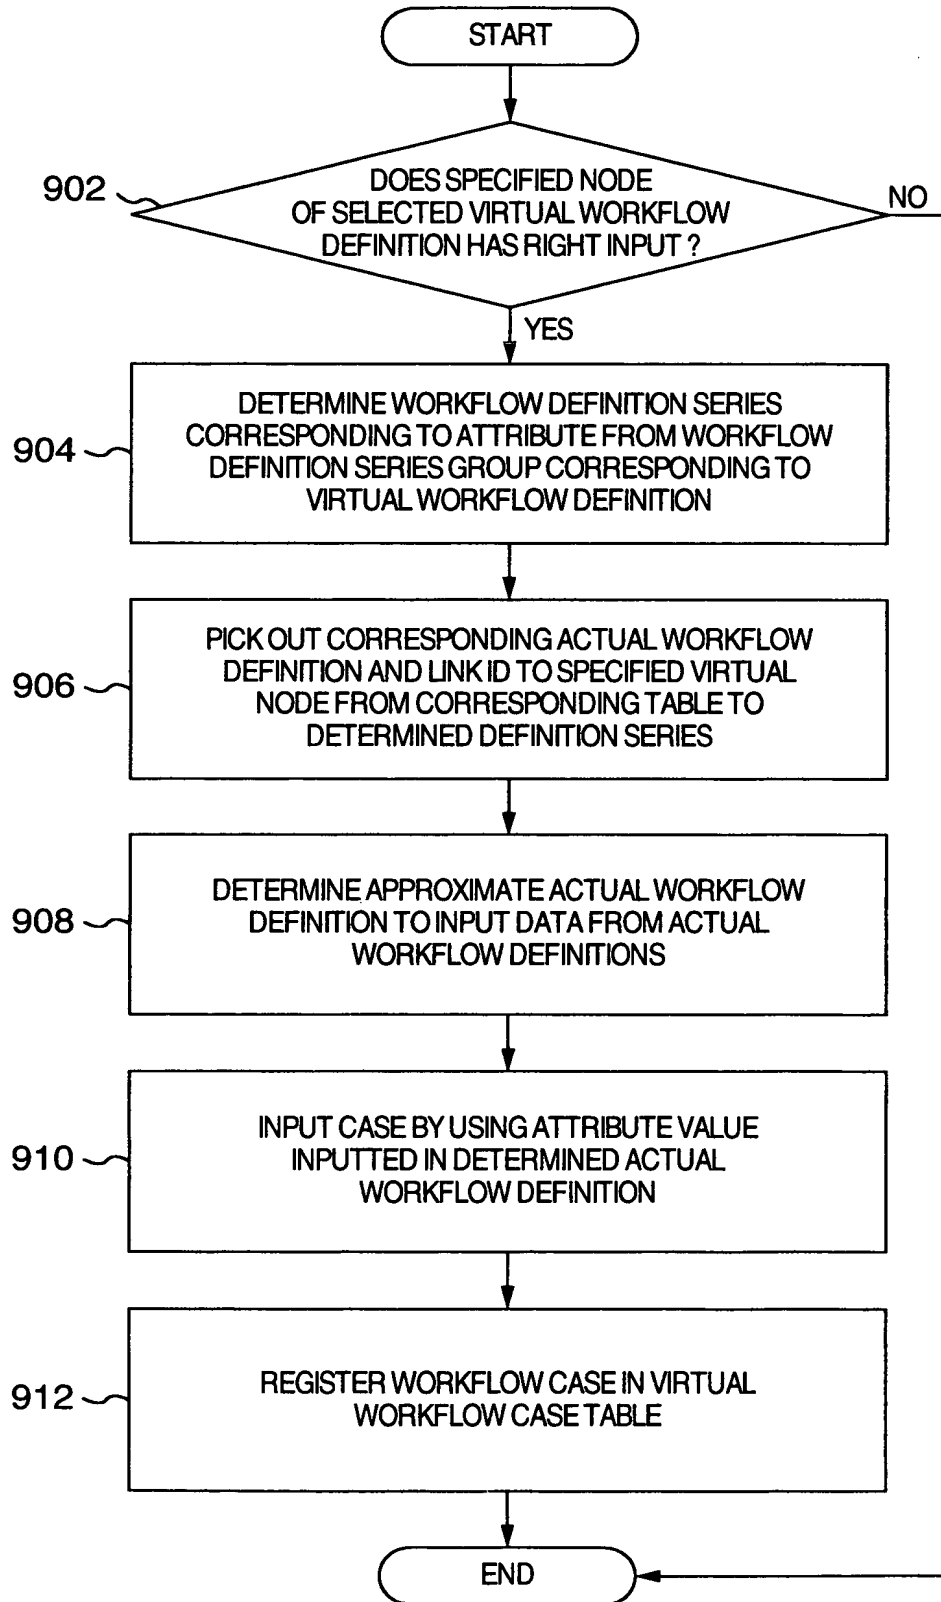 START
902
DOES SPECIFIED NODE
OF SELECTED VIRTUAL WORKFLOW
DEFINITION HAS RIGHT INPUT ?
NO
YES
904
DETERMINE WORKFLOW DEFINITION SERIES
CORRESPONDING TO ATTRIBUTE FROM WORKFLOW
DEFINITION SERIES GROUP CORRESPONDING TO
VIRTUAL WORKFLOW DEFINITION
906
PICK OUT CORRESPONDING ACTUAL WORKFLOW
DEFINITION AND LINK ID TO SPECIFIED VIRTUAL
NODE FROM CORRESPONDING TABLE TO
DETERMINED DEFINITION SERIES
908
DETERMINE APPROXIMATE ACTUAL WORKFLOW
DEFINITION TO INPUT DATA FROM ACTUAL
WORKFLOW DEFINITIONS
910
INPUT CASE BY USING ATTRIBUTE VALUE
INPUTTED IN DETERMINED ACTUAL
WORKFLOW DEFINITION
912
REGISTER WORKFLOW CASE IN VIRTUAL
WORKFLOW CASE TABLE
END